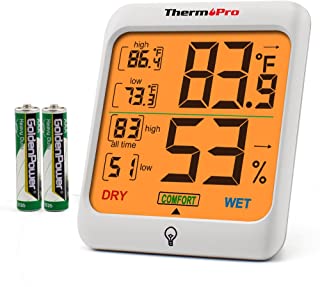 ThermoPro
high
86.4
83.9 °F
low
73.3
83 high
all time
51 low
53 %
DRY COMFORT WET
GoldenPower
GoldenPower